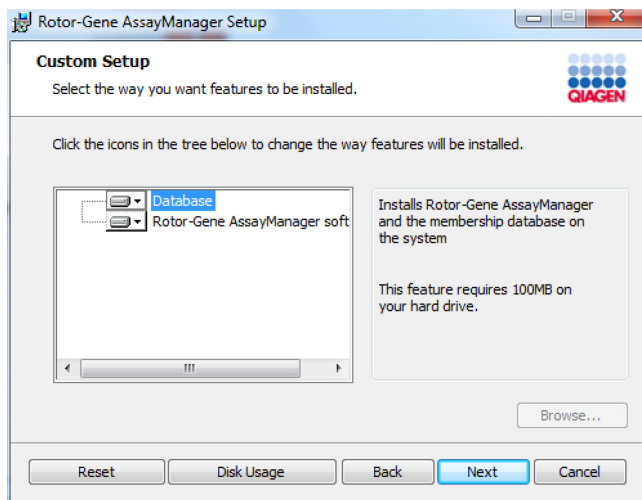 Rotor-Gene AssayManager Setup
Custom Setup
Select the way you want features to be installed.
QIAGEN
Click the icons in the tree below to change the way features will be installed.
Database
Rotor-Gene AssayManager soft
Installs Rotor-Gene AssayManager
and the membership database on
the system
This feature requires 100MB on
your hard drive.
Browse...
Reset
Disk Usage
Back
Next
Cancel